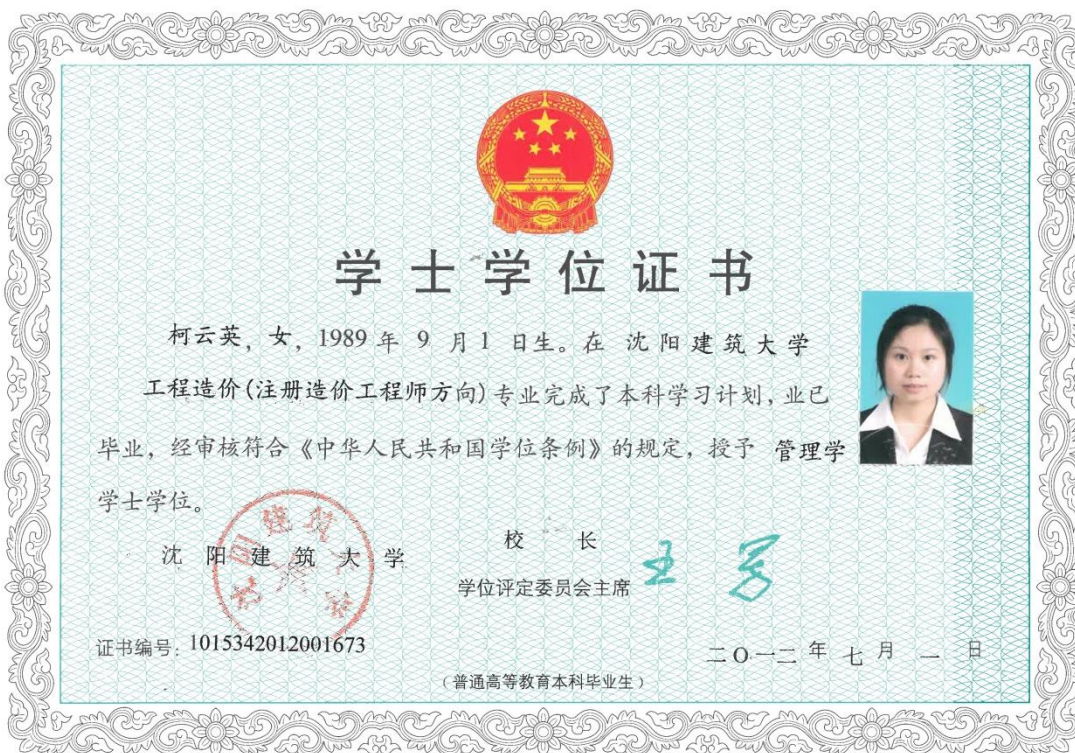 学士学位证书
柯云英, 女, 1989 年 9 月 1 日生。在 沈阳建筑大学
工程造价(注册造价工程师方向) 专业完成了本科学习计划, 业已
毕业, 经审核符合《中华人民共和国学位条例》的规定, 授予 管理学
学士学位。
沈阳建筑大学
校 长
学位评定委员会主席
证书编号: 1015342012001673
二〇一二 年 七 月 一 日
(普通高等教育本科毕业生)